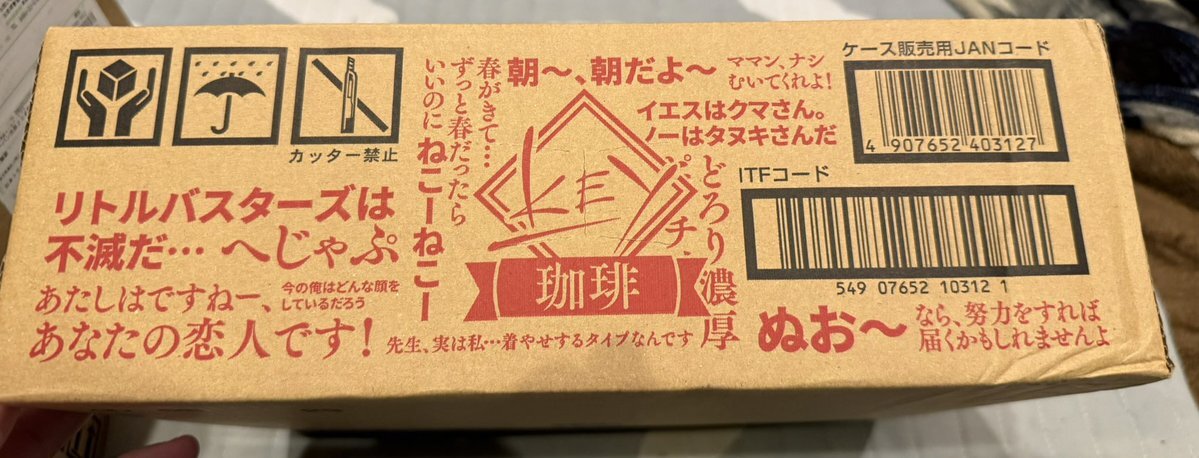 カッター禁止
リトルバスターズは
不滅だ…
へじゃぷ
あたしはですねー、
あなたの恋人です!
今の俺はどんな顔を
しているだろう
春がきて…
ずっと春だったら
いいのに
ねこーねこー
朝〜、朝だよ〜
ママン、ナシ
むいてくれよ!
イエスはクマさん。
ノーはタヌキさんだ
KEY
珈琲
どろり濃厚
先生、実は私…着やせするタイプなんです
ぬお〜
なら、努力をすれば
届くかもしれませんよ
ケース販売用JANコード
4 907652 403127
ITFコード
549 07652 10312 1